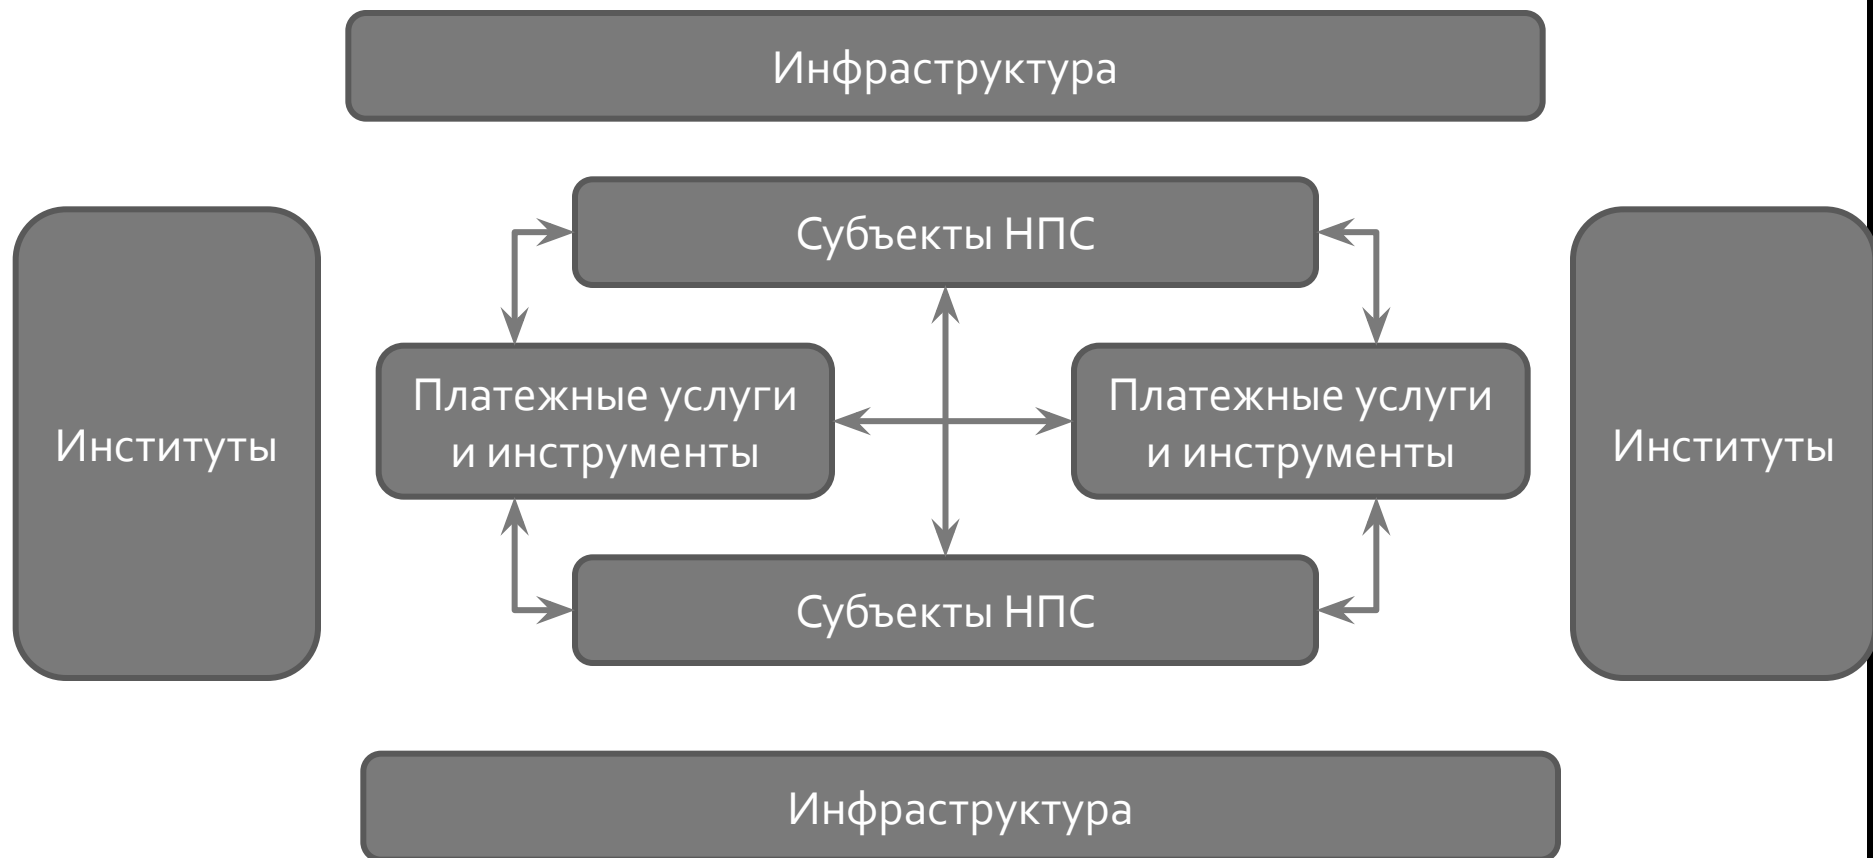 Инфраструктура
Субъекты НПС
Институты
Платежные услуги
и инструменты
Платежные услуги
и инструменты
Институты
Субъекты НПС
Инфраструктура